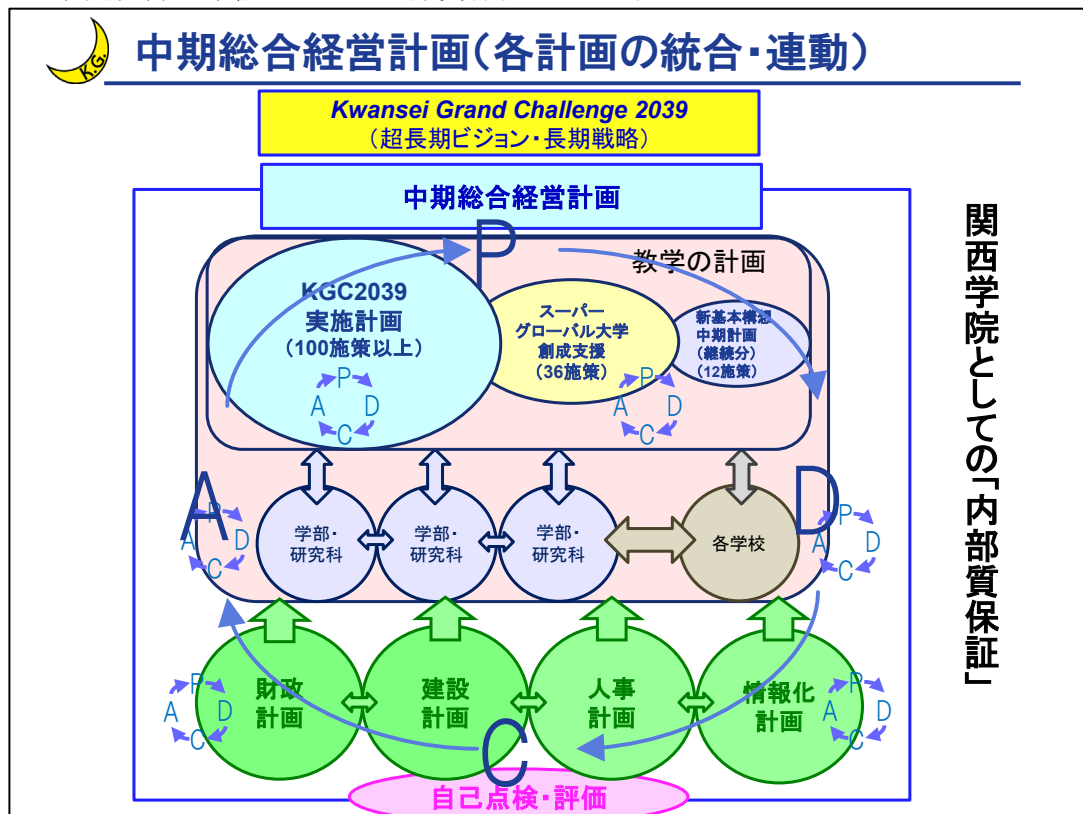 K.G.
中期総合経営計画(各計画の統合・連動)
Kwansei Grand Challenge 2039
(超長期ビジョン・長期戦略)
中期総合経営計画
P
教学の計画
KGC2039
実施計画
(100施策以上)
スーパー
グローバル大学
創成支援
(36施策)
新基本構想
中期計画
(継続分)
(12施策)
P
A D
C
P
A D
C
A
D
P
A D
C
学部・
研究科
学部・
研究科
学部・
研究科
各学校
P
A D
C
財政
計画
建設
計画
人事
計画
情報化
計画
P
A D
C
P
A D
C
C
自己点検・評価
関西学院としての「内部質保証」